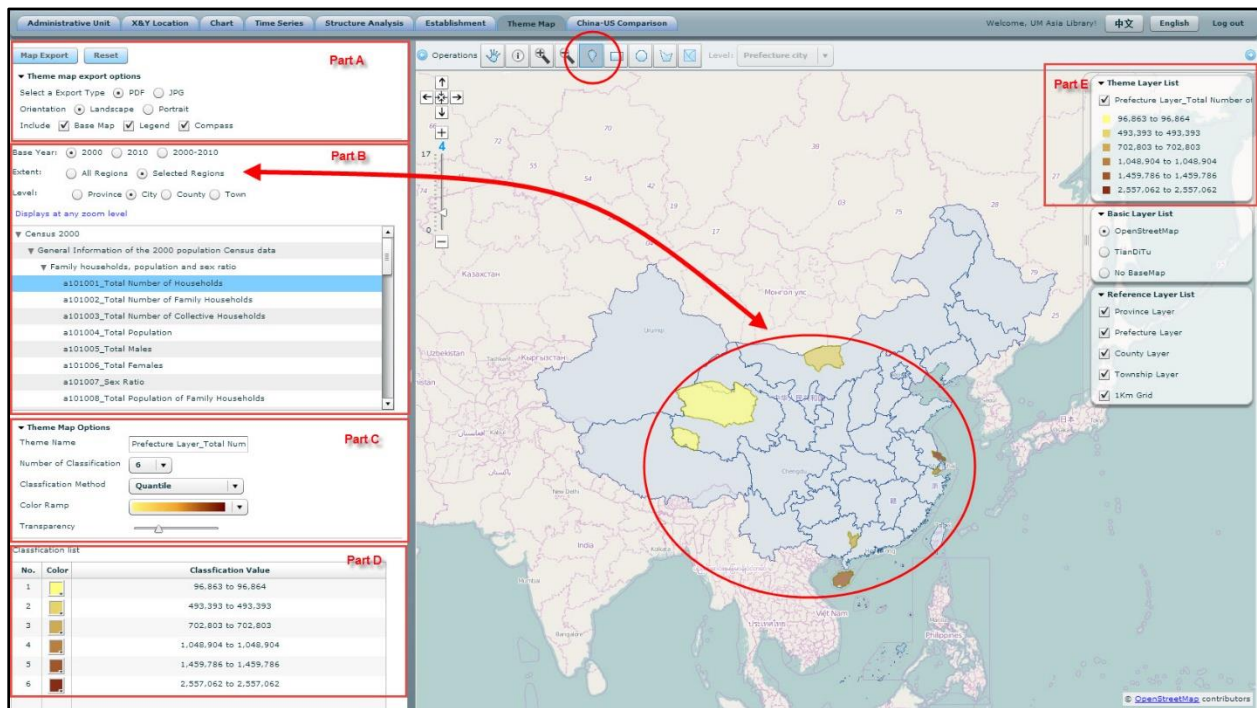 Administrative Unit X&Y Location Chart Time Series Structure Analysis Establishment Theme Map China-US Comparison Welcome, UM Asia Library! 中文 English Log out
Map Export Reset
Part A
Theme map export options
Select a Export Type PDF JPG
Orientation Landscape Portrait
Include Base Map Legend Compass
Base Year: 2000 2010 2000-2010
Part B
Extent: All Regions Selected Regions
Level: Province City County Town
Displays at any zoom level
Census 2000
General Information of the 2000 population Census data
Family households, population and sex ratio
a101001_Total Number of Households
a101002_Total Number of Family Households
a101003_Total Number of Collective Households
a101004_Total Population
a101005_Total Males
a101006_Total Females
a101007_Sex Ratio
a101008_Total Population of Family Households
Theme Map Options
Part C
Theme Name Prefecture Layer_Total Num
Number of Classification 6
Classfication Method Quantile
Color Ramp
Transparency
Classfication list
Part D
No. Color Classfication Value
1 96,863 to 96,864
2 493,393 to 493,393
3 702,803 to 702,803
4 1,048,904 to 1,048,904
5 1,459,786 to 1,459,786
6 2,557,062 to 2,557,062
Operations Level: Prefecture city
17
4
0
Part E
Theme Layer List
Prefecture Layer_Total Number of
96,863 to 96,864
493,393 to 493,393
702,803 to 702,803
1,048,904 to 1,048,904
1,459,786 to 1,459,786
2,557,062 to 2,557,062
Basic Layer List
OpenStreetMap
TianDiTu
No BaseMap
Reference Layer List
Province Layer
Prefecture Layer
County Layer
Township Layer
1Km Grid
Казахстан
Монгол улс
Urumqi
Кыргызстан
Chengdu
New Delhi
India
Mumbai
Bangalore
Việt Nam
Philippines
日本
© OpenStreetMap contributors